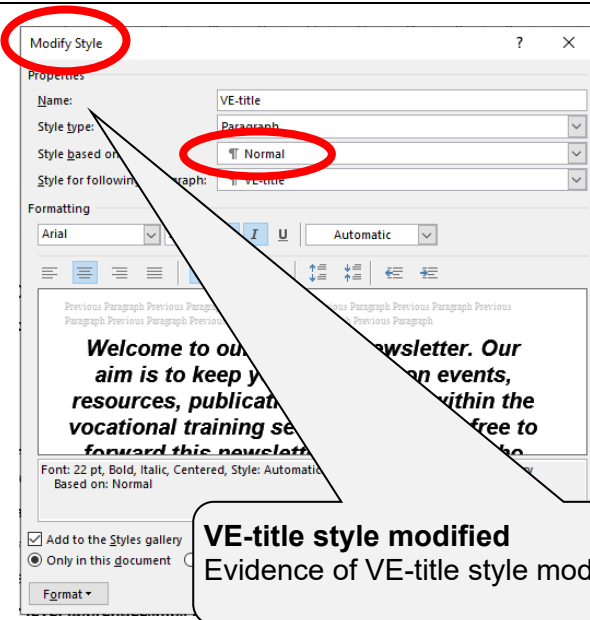 Modify Style ? ×
Properties
Name: VE-title
Style type: Paragraph
Style based on ¶ Normal
Style for following paragraph: ¶ VE-title
Formatting
Arial I U Automatic
Previous Paragraph Previous Previous Paragraph Previous Paragraph Previous
Paragraph Previous Paragraph Previous Previous Paragraph
Welcome to our newsletter. Our
aim is to keep on events,
resources, within the
vocational training free to
forward this
Font: 22 pt, Bold, Italic, Centered, Style: Automatic
Based on: Normal
Add to the Styles gallery
Only in this document
Format
VE-title style modified
Evidence of VE-title style mod